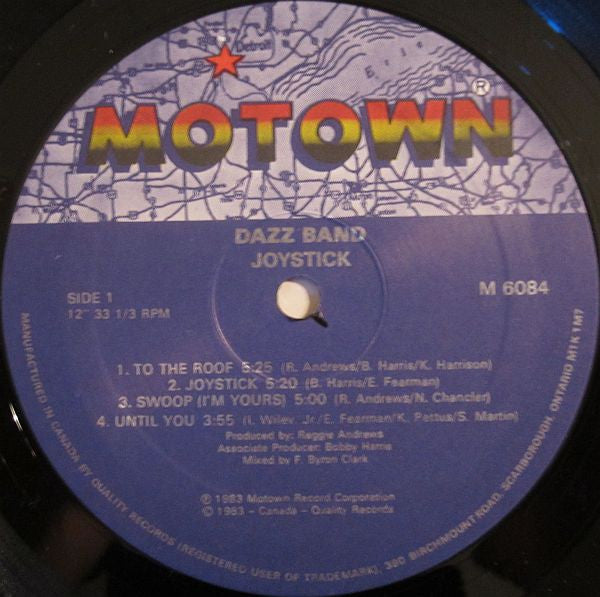 Detroit
Erie
MOTOWN®
DAZZ BAND
JOYSTICK
SIDE 1
12" 33 1/3 RPM
M 6084
1. TO THE ROOF 5:25 (R. Andrews/B. Harris/K. Harrison)
2. JOYSTICK 5:20 (B. Harris/E. Fearman)
3. SWOOP (I'M YOURS) 5:00 (R. Andrews/N. Chancler)
4. UNTIL YOU 3:55 (I. Wiley, Jr./E. Fearman/K. Pettus/S. Martin)
Produced by: Reggie Andrews
Associate Producer: Bobby Harris
Mixed by F. Byron Clark
℗ 1983 Motown Record Corporation
© 1983 - Canada - Quality Records
MANUFACTURED IN CANADA BY QUALITY RECORDS (REGISTERED USER OF TRADEMARK), 380 BIRCHMOUNT ROAD, SCARBOROUGH, ONTARIO M1K 1M7